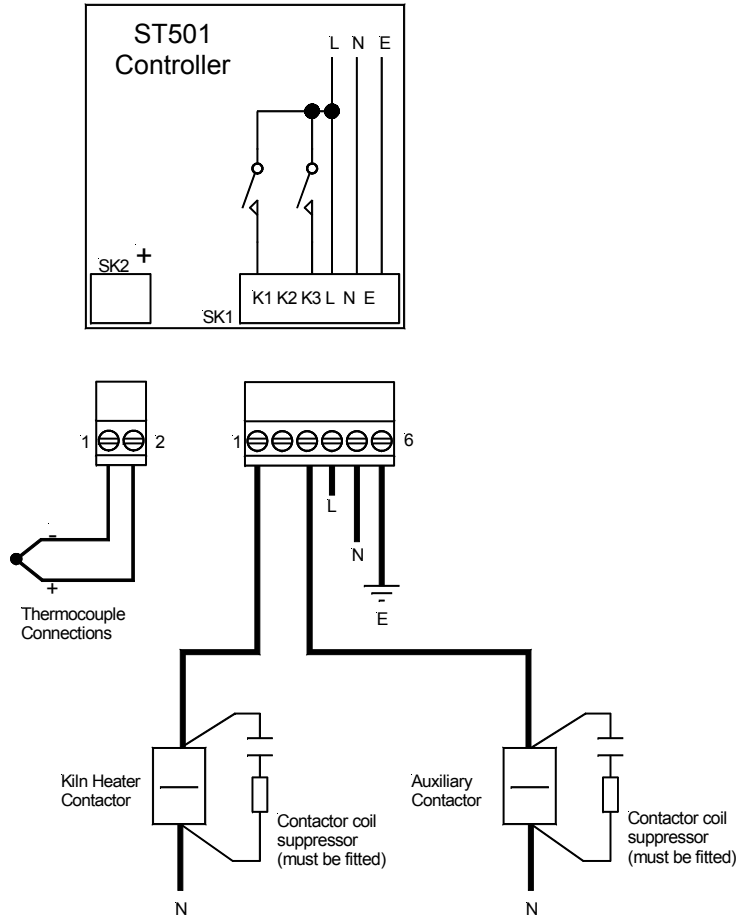 ST501
Controller
L N E
SK2 +
K1 K2 K3 L N E
SK1
1 2
1 6
L
-
N
+
E
Thermocouple
Connections
Kiln Heater
Contactor
Contactor coil
suppressor
(must be fitted)
Auxiliary
Contactor
Contactor coil
suppressor
(must be fitted)
N
N